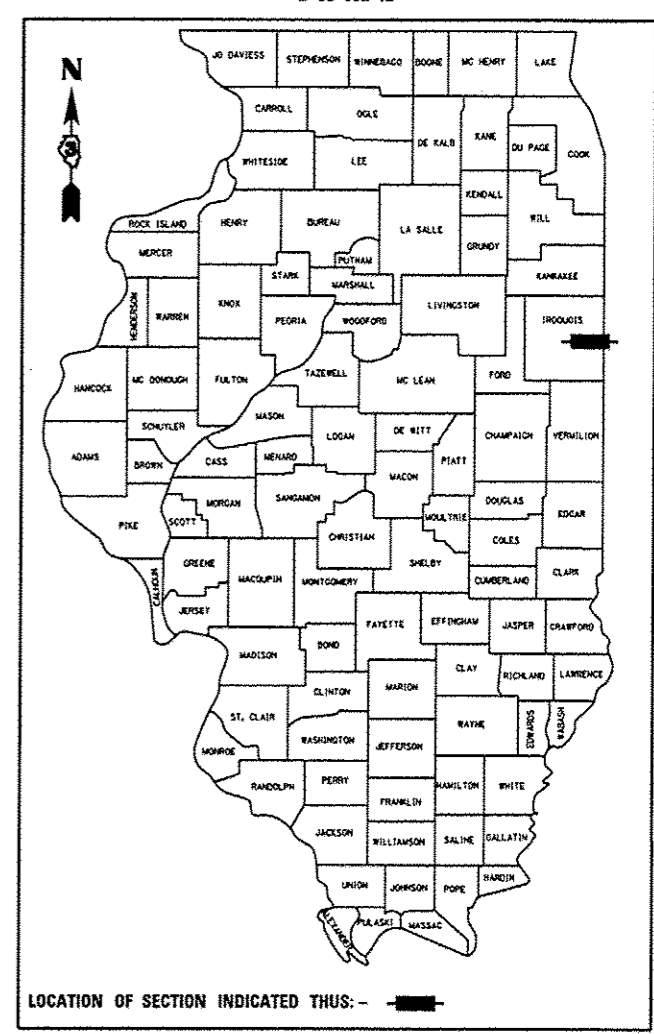 N
JO DAVIESS STEPHENSON WINNEBAGO BOONE MC HENRY LAKE
CARROLL OGLE DE KALB KANE DU PAGE COOK
WHITESIDE LEE KENDALL WILL
ROCK ISLAND HENRY BUREAU LA SALLE GRUNDY
MERCER PUTNAM KANKAKEE
STARK MARSHALL
HENDERSON WARREN KNOX PEORIA WOODFORD LIVINGSTON IROQUOIS
HANCOCK MC DONOUGH FULTON TAZEWELL MC LEAN FORD
SCHUYLER MASON LOGAN DE WITT CHAMPAIGN VERMILION
ADAMS BROWN CASS MENARD MACON PIATT
PIKE SCOTT MORGAN SANGAMON MOULTRIE DOUGLAS EDGAR
CHRISTIAN COLES
CALHOUN GREENE MACOUPIN MONTGOMERY SHELBY CUMBERLAND CLARK
JERSEY FAYETTE EFFINGHAM JASPER CRAWFORD
MADISON BOND CLAY RICHLAND LAWRENCE
CLINTON MARION
ST. CLAIR WASHINGTON JEFFERSON WAYNE EDWARDS WABASH
MONROE
RANDOLPH PERRY FRANKLIN HAMILTON WHITE
JACKSON WILLIAMSON SALINE GALLATIN
UNION JOHNSON POPE HARDIN
ALEXANDER PULASKI MASSAC
LOCATION OF SECTION INDICATED THUS: -